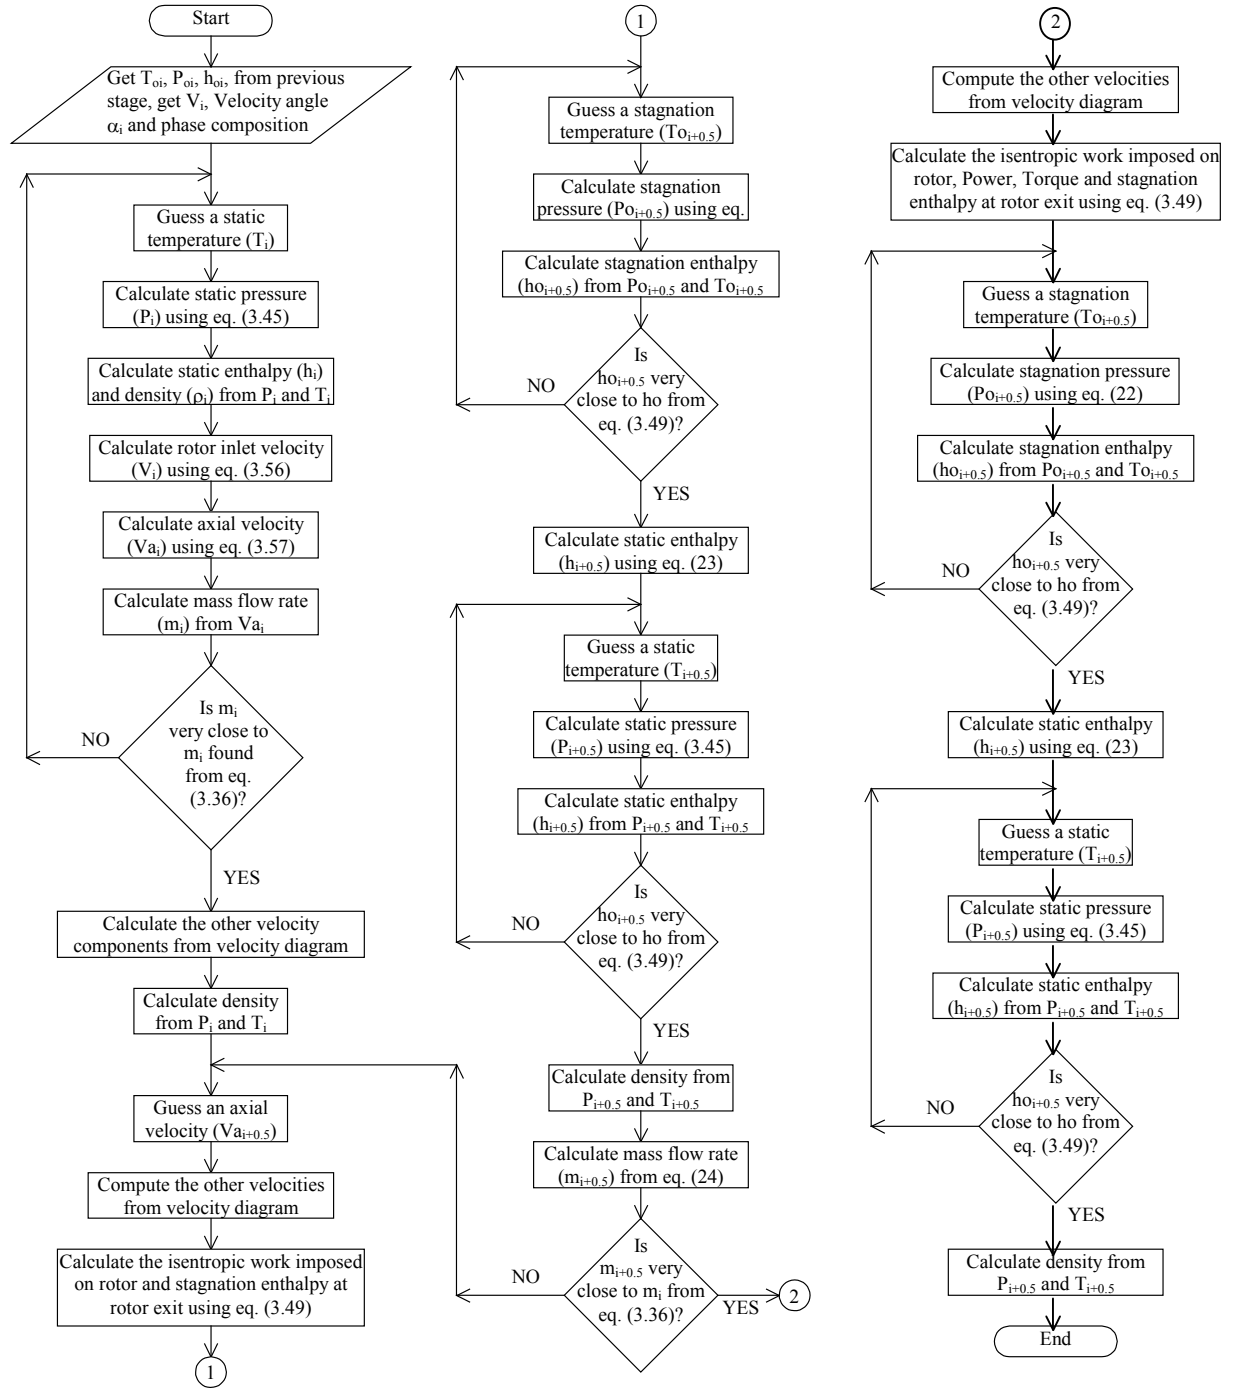 Start
Get Toi, Poi, hoi, from previous
stage, get Vi, Velocity angle
αi and phase composition
Guess a static
temperature (Ti)
Calculate static pressure
(Pi) using eq. (3.45)
Calculate static enthalpy (hi)
and density (ρi) from Pi and Ti
Calculate rotor inlet velocity
(Vi) using eq. (3.56)
Calculate axial velocity
(Vai) using eq. (3.57)
Calculate mass flow rate
(mi) from Vai
Is mi
very close to
mi found
from eq.
(3.36)?
NO
YES
Calculate the other velocity
components from velocity diagram
Calculate density
from Pi and Ti
Guess an axial
velocity (Vai+0.5)
Compute the other velocities
from velocity diagram
Calculate the isentropic work imposed
on rotor and stagnation enthalpy at
rotor exit using eq. (3.49)
1
1
Guess a stagnation
temperature (Toi+0.5)
Calculate stagnation
pressure (Poi+0.5) using eq.
Calculate stagnation enthalpy
(hoi+0.5) from Poi+0.5 and Toi+0.5
Is
hoi+0.5 very
close to ho from
eq. (3.49)?
NO
YES
Calculate static enthalpy
(hi+0.5) using eq. (23)
Guess a static
temperature (Ti+0.5)
Calculate static pressure
(Pi+0.5) using eq. (3.45)
Calculate static enthalpy
(hi+0.5) from Pi+0.5 and Ti+0.5
Is
hoi+0.5 very
close to ho from
eq. (3.49)?
NO
YES
Calculate density from
Pi+0.5 and Ti+0.5
Calculate mass flow rate
(mi+0.5) from eq. (24)
Is
mi+0.5 very
close to mi from
eq. (3.36)?
NO
YES
2
2
Compute the other velocities
from velocity diagram
Calculate the isentropic work imposed on
rotor, Power, Torque and stagnation
enthalpy at rotor exit using eq. (3.49)
Guess a stagnation
temperature (Toi+0.5)
Calculate stagnation pressure
(Poi+0.5) using eq. (22)
Calculate stagnation enthalpy
(hoi+0.5) from Poi+0.5 and Toi+0.5
Is
hoi+0.5 very
close to ho from
eq. (3.49)?
NO
YES
Calculate static enthalpy
(hi+0.5) using eq. (23)
Guess a static
temperature (Ti+0.5)
Calculate static pressure
(Pi+0.5) using eq. (3.45)
Calculate static enthalpy
(hi+0.5) from Pi+0.5 and Ti+0.5
Is
hoi+0.5 very
close to ho from
eq. (3.49)?
NO
YES
Calculate density from
Pi+0.5 and Ti+0.5
End